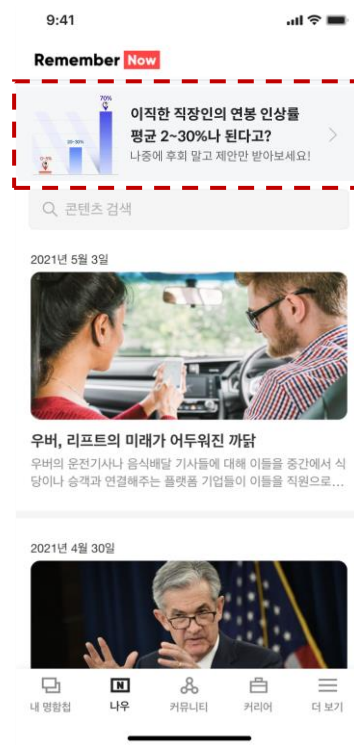 9:41
Remember Now
70%
이직한 직장인의 연봉 인상률
평균 2~30%나 된다고?
나중에 후회 말고 제안만 받아보세요!
콘텐츠 검색
2021년 5월 3일
우버, 리프트의 미래가 어두워진 까닭
우버의 운전기사나 음식배달 기사들에 대해 이들을 중간에서 식
당이나 승객과 연결해주는 플랫폼 기업들이 이들을 직원으로...
2021년 4월 30일
N
내 명함첩
나우
커뮤니티
커리어
더 보기